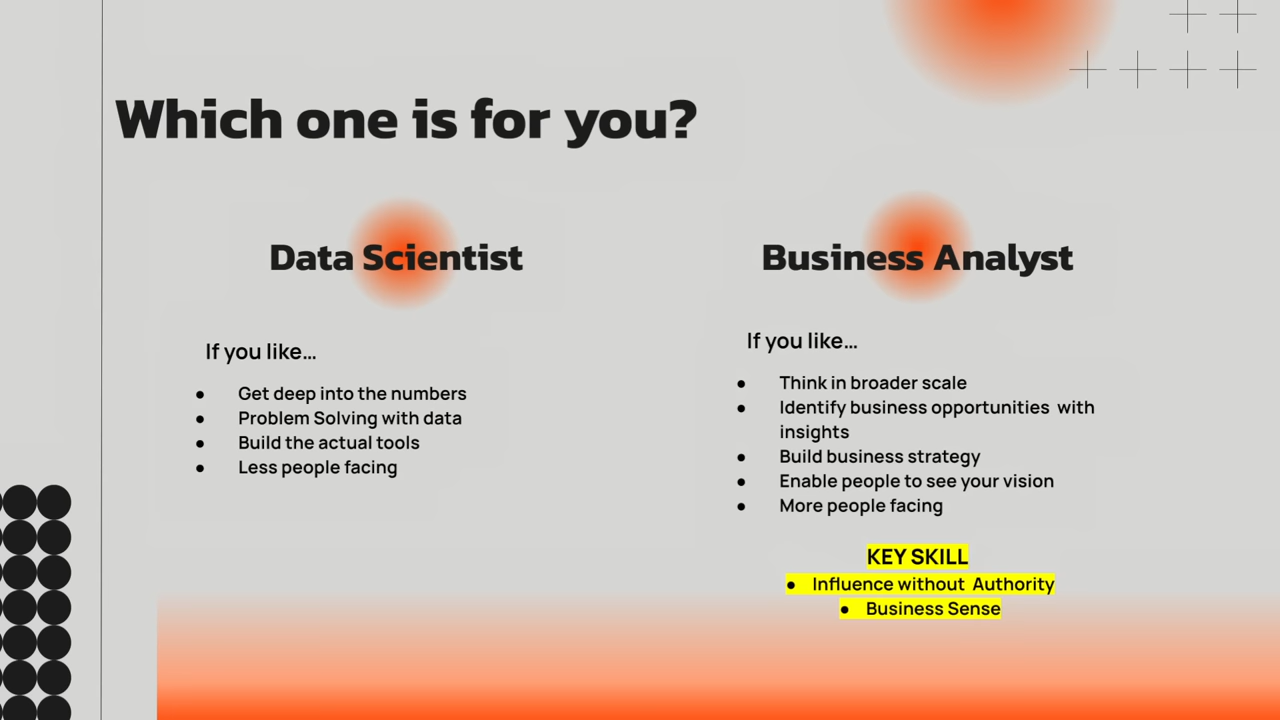 Which one is for you?
Data Scientist
If you like...
● Get deep into the numbers
● Problem Solving with data
● Build the actual tools
● Less people facing
Business Analyst
If you like...
● Think in broader scale
● Identify business opportunities  with
insights
● Build business strategy
● Enable people to see your vision
● More people facing
KEY SKILL
● Influence without  Authority
● Business Sense